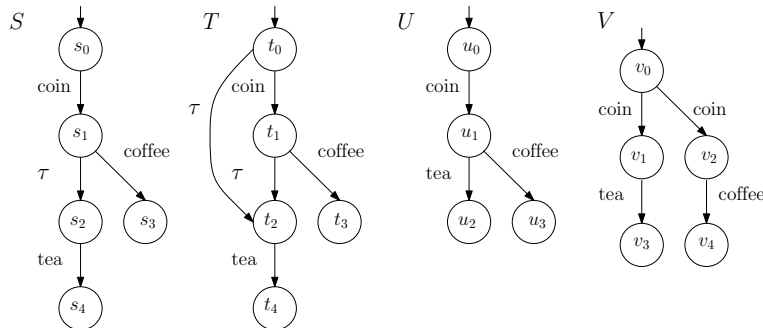 S T U V
s₀ t₀ u₀ v₀
coin coin coin coin coin
τ
s₁ t₁ u₁ v₁ v₂
τ coffee τ coffee tea coffee tea coffee
s₂ s₃ t₂ t₃ u₂ u₃ v₃ v₄
tea tea
s₄ t₄